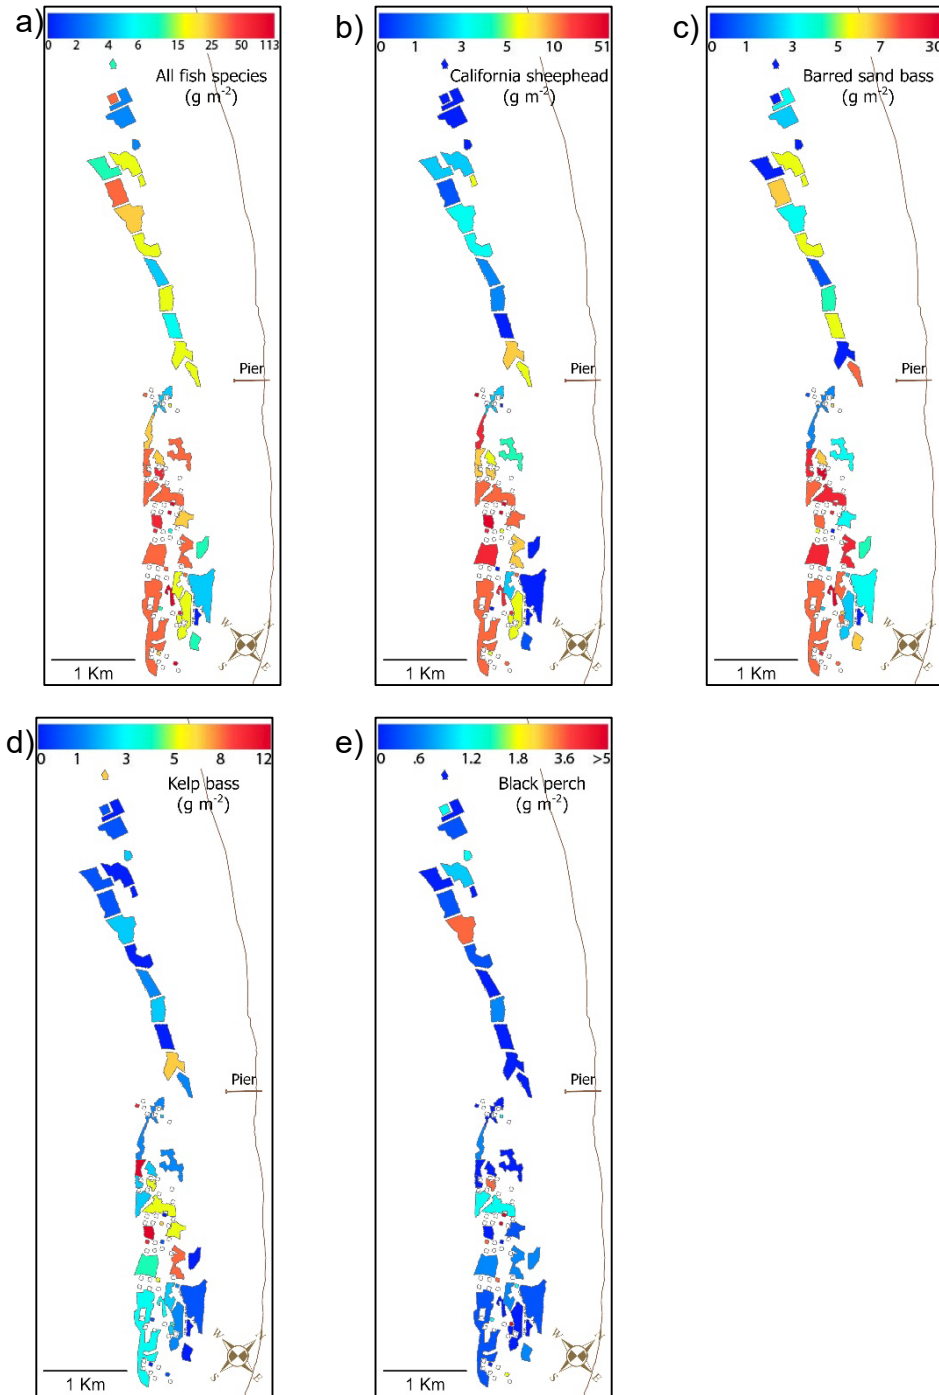 a)
0 2 4 6 15 25 50 113
All fish species
(g m-2)
Pier
1 Km
W N
S E
b)
0 1 3 5 10 51
California sheephead
(g m-2)
Pier
1 Km
W N
S E
c)
0 1 3 5 7 30
Barred sand bass
(g m-2)
Pier
1 Km
W N
S E
d)
0 1 3 5 8 12
Kelp bass
(g m-2)
Pier
1 Km
W N
S E
e)
0 .6 1.2 1.8 3.6 >5
Black perch
(g m-2)
Pier
1 Km
W N
S E